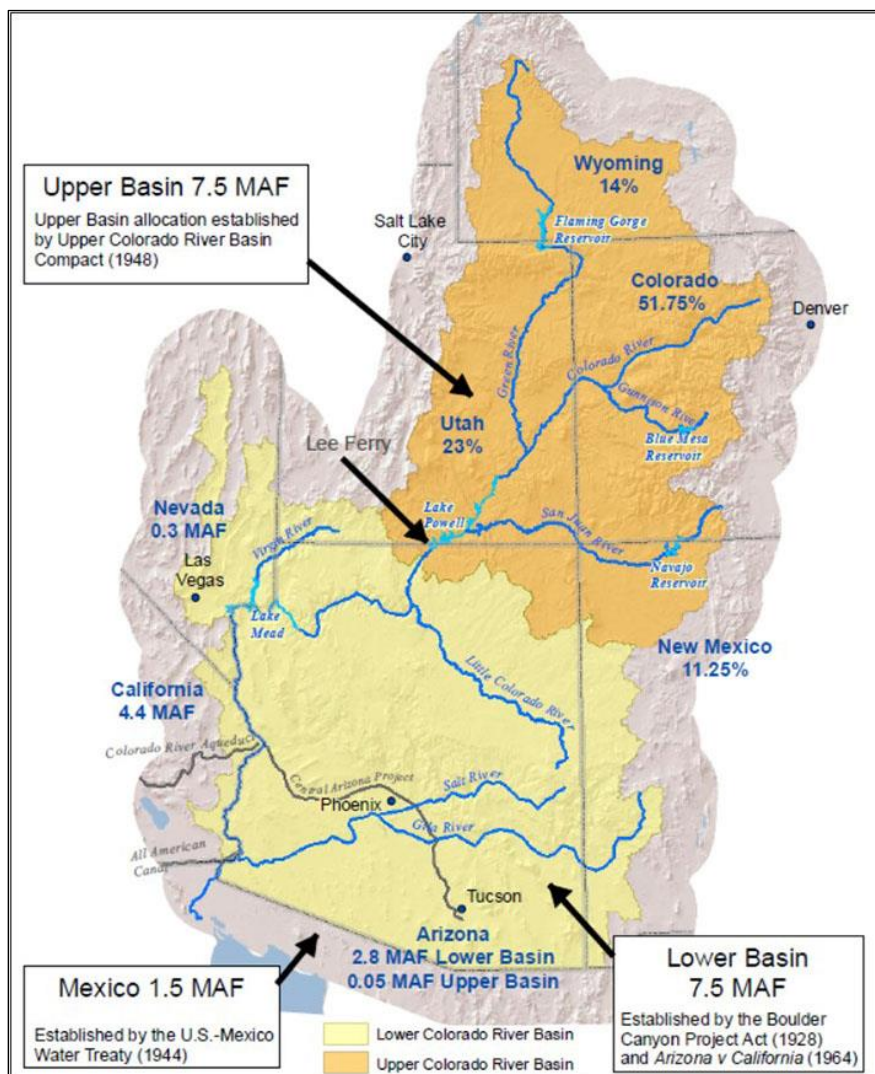 Wyoming
14%
Upper Basin 7.5 MAF
Upper Basin allocation established
by Upper Colorado River Basin
Compact (1948)
Salt Lake
City
Flaming Gorge
Reservoir
Colorado
51.75%
Denver
Green River
Colorado River
Gunnison River
Blue Mesa
Reservoir
Utah
23%
Lee Ferry
Lake
Powell
San Juan River
Navajo
Reservoir
Nevada
0.3 MAF
Virgin River
Las
Vegas
Lake
Mead
New Mexico
11.25%
Little Colorado River
California
4.4 MAF
Colorado River Aqueduct
Central Arizona Project
Phoenix
Salt River
Gila River
All American
Canal
Tucson
Arizona
2.8 MAF Lower Basin
0.05 MAF Upper Basin
Mexico 1.5 MAF
Established by the U.S.-Mexico
Water Treaty (1944)
Lower Basin
7.5 MAF
Established by the Boulder
Canyon Project Act (1928)
and Arizona v California (1964)
Lower Colorado River Basin
Upper Colorado River Basin